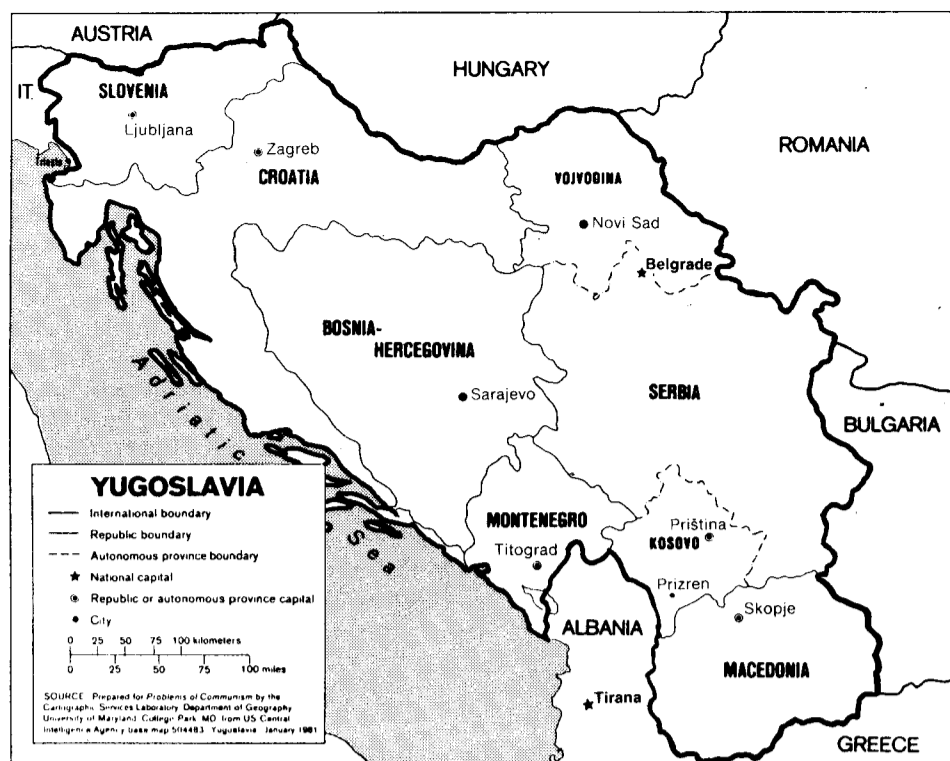 AUSTRIA
HUNGARY
IT.
SLOVENIA
Ljubljana
ROMANIA
Trieste
Zagreb
CROATIA
VOJVODINA
Novi Sad
Belgrade
BOSNIA-
HERCEGOVINA
Sarajevo
SERBIA
BULGARIA
Adriatic
Sea
MONTENEGRO
Titograd
Priština
KOSOVO
Prizren
Skopje
ALBANIA
MACEDONIA
Tirana
GREECE
YUGOSLAVIA
International boundary
Republic boundary
Autonomous province boundary
National capital
Republic or autonomous province capital
City
0 25 50 75 100 kilometers
0 25 50 75 100 miles
SOURCE Prepared for Problems of Communism by the
Cartographic Services Laboratory Department of Geography
University of Maryland College Park MD from US Central
Intelligence Agency base map 504483 Yugoslavia January 1981